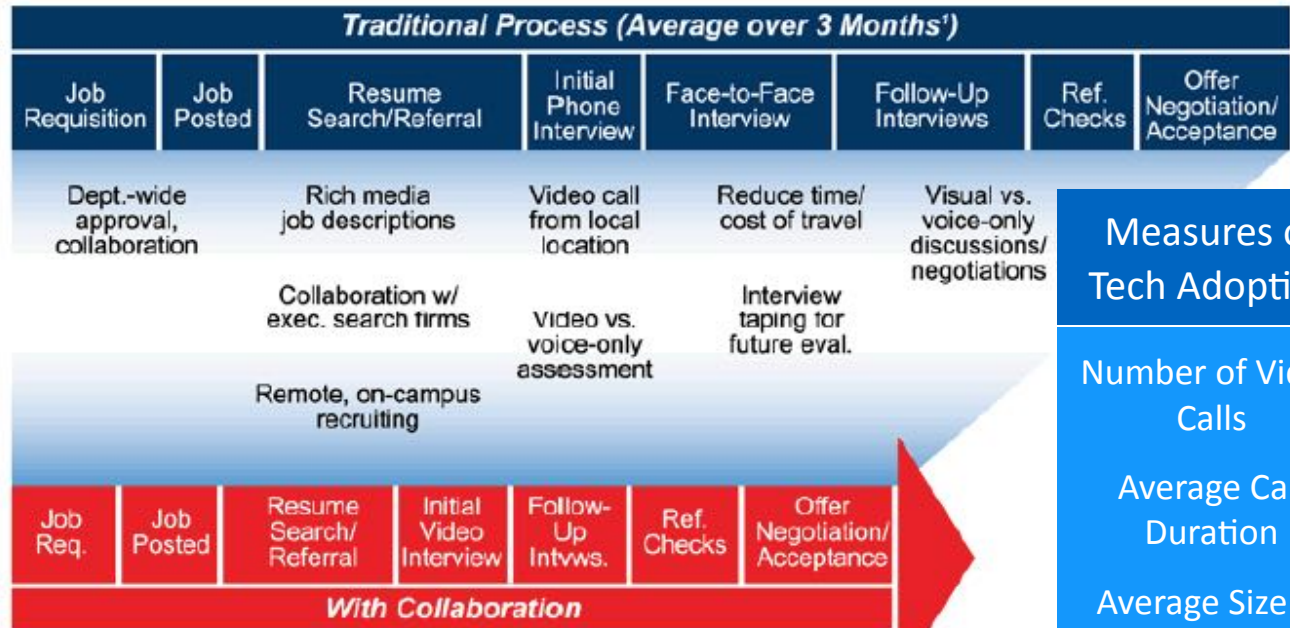 Traditional Process (Average over 3 Months¹)
Job
Requisition
Job
Posted
Resume
Search/Referral
Initial
Phone
Interview
Face-to-Face
Interview
Follow-Up
Interviews
Ref.
Checks
Offer
Negotiation/
Acceptance
Dept.-wide
approval,
collaboration
Rich media
job descriptions
Collaboration w/
exec. search firms
Remote, on-campus
recruiting
Video call
from local
location
Video vs.
voice-only
assessment
Reduce time/
cost of travel
Interview
taping for
future eval.
Visual vs.
voice-only
discussions/
negotiations
Measures
Tech
Number of
Calls
Average
Duration
Average Size
Job
Req.
Job
Posted
Resume
Search/
Referral
Initial
Video
Interview
Follow-
Up
Intvws.
Ref.
Checks
Offer
Negotiation/
Acceptance
With Collaboration